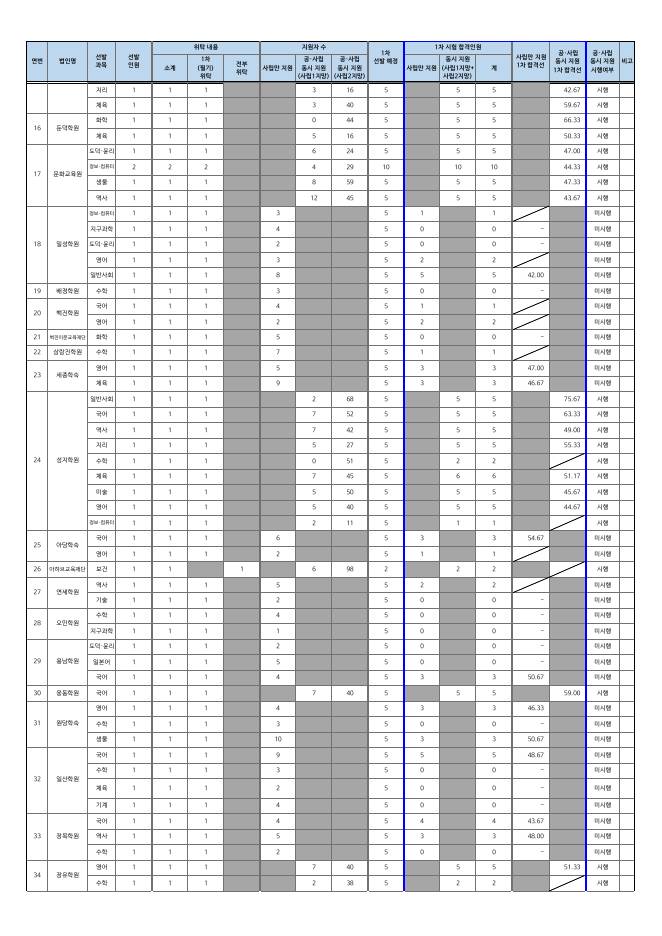 연번 법인명 선발 과목 선발 인원 위탁 내용 지원자 수 1차 선발 예정 1차 시험 합격인원 사립만 지원 1차 합격선 공·사립 동시 지원 1차 합격선 공·사립 동시 지원 시행여부 비고
소계 1차 (필기) 위탁 전부 위탁 사립만 지원 공·사립 동시 지원 (사립1지망) 공·사립 동시 지원 (사립2지망) 사립만 지원 공·사립 동시 지원 (사립1지망+ 사립2지망) 계
지리 1 1 1 3 16 5 5 5 42.67 시행
체육 1 1 1 3 40 5 5 5 59.67 시행
16 둔덕학원 화학 1 1 1 0 44 5 5 5 66.33 시행
체육 1 1 1 5 16 5 5 5 50.33 시행
17 문화교육원 도덕·윤리 1 1 1 6 24 5 5 5 47.00 시행
정보·컴퓨터 2 2 2 4 29 10 10 10 44.33 시행
생물 1 1 1 8 59 5 5 5 47.33 시행
역사 1 1 1 12 45 5 5 5 43.67 시행
18 밀성학원 정보·컴퓨터 1 1 1 3 5 1 1 미시행
지구과학 1 1 1 4 5 0 0 － 미시행
도덕·윤리 1 1 1 2 5 0 0 － 미시행
영어 1 1 1 3 5 2 2 미시행
일반사회 1 1 1 8 5 5 5 42.00 미시행
19 배정학원 수학 1 1 1 3 5 0 0 － 미시행
20 벽진학원 국어 1 1 1 4 5 1 1 미시행
영어 1 1 1 2 5 2 2 미시행
21 화학 1 1 1 5 5 0 0 － 미시행
22 삼랑진학원 수학 1 1 1 7 5 1 1 미시행
23 세종학숙 영어 1 1 1 5 5 3 3 47.00 미시행
체육 1 1 1 9 5 3 3 46.67 미시행
24 성지학원 일반사회 1 1 1 2 68 5 5 5 75.67 시행
국어 1 1 1 7 52 5 5 5 63.33 시행
역사 1 1 1 7 42 5 5 5 49.00 시행
지리 1 1 1 5 27 5 5 5 55.33 시행
수학 1 1 1 0 51 5 2 2 시행
체육 1 1 1 7 45 5 6 6 51.17 시행
미술 1 1 1 5 50 5 5 5 45.67 시행
영어 1 1 1 5 40 5 5 5 44.67 시행
정보·컴퓨터 1 1 1 2 11 5 1 1 시행
25 아당학숙 국어 1 1 1 6 5 3 3 54.67 미시행
영어 1 1 1 2 5 1 1 미시행
26 보건 1 1 1 6 98 2 2 2 시행
27 연세학원 역사 1 1 1 5 5 2 2 미시행
기술 1 1 1 2 5 0 0 － 미시행
28 오민학원 수학 1 1 1 4 5 0 0 － 미시행
지구과학 1 1 1 1 5 0 0 － 미시행
29 용남학원 도덕·윤리 1 1 1 2 5 0 0 － 미시행
일본어 1 1 1 5 5 0 0 － 미시행
국어 1 1 1 4 5 3 3 50.67 미시행
30 웅동학원 국어 1 1 1 7 40 5 5 5 59.00 시행
31 원당학숙 영어 1 1 1 4 5 3 3 46.33 미시행
수학 1 1 1 3 5 0 0 － 미시행
생물 1 1 1 10 5 3 3 50.67 미시행
32 일산학원 국어 1 1 1 9 5 5 5 48.67 미시행
수학 1 1 1 3 5 0 0 － 미시행
체육 1 1 1 2 5 0 0 － 미시행
기계 1 1 1 4 5 0 0 － 미시행
33 장목학원 국어 1 1 1 4 5 4 4 43.67 미시행
역사 1 1 1 5 5 3 3 48.00 미시행
수학 1 1 1 2 5 0 0 － 미시행
34 장유학원 영어 1 1 1 7 40 5 5 5 51.33 시행
수학 1 1 1 2 38 5 2 2 시행